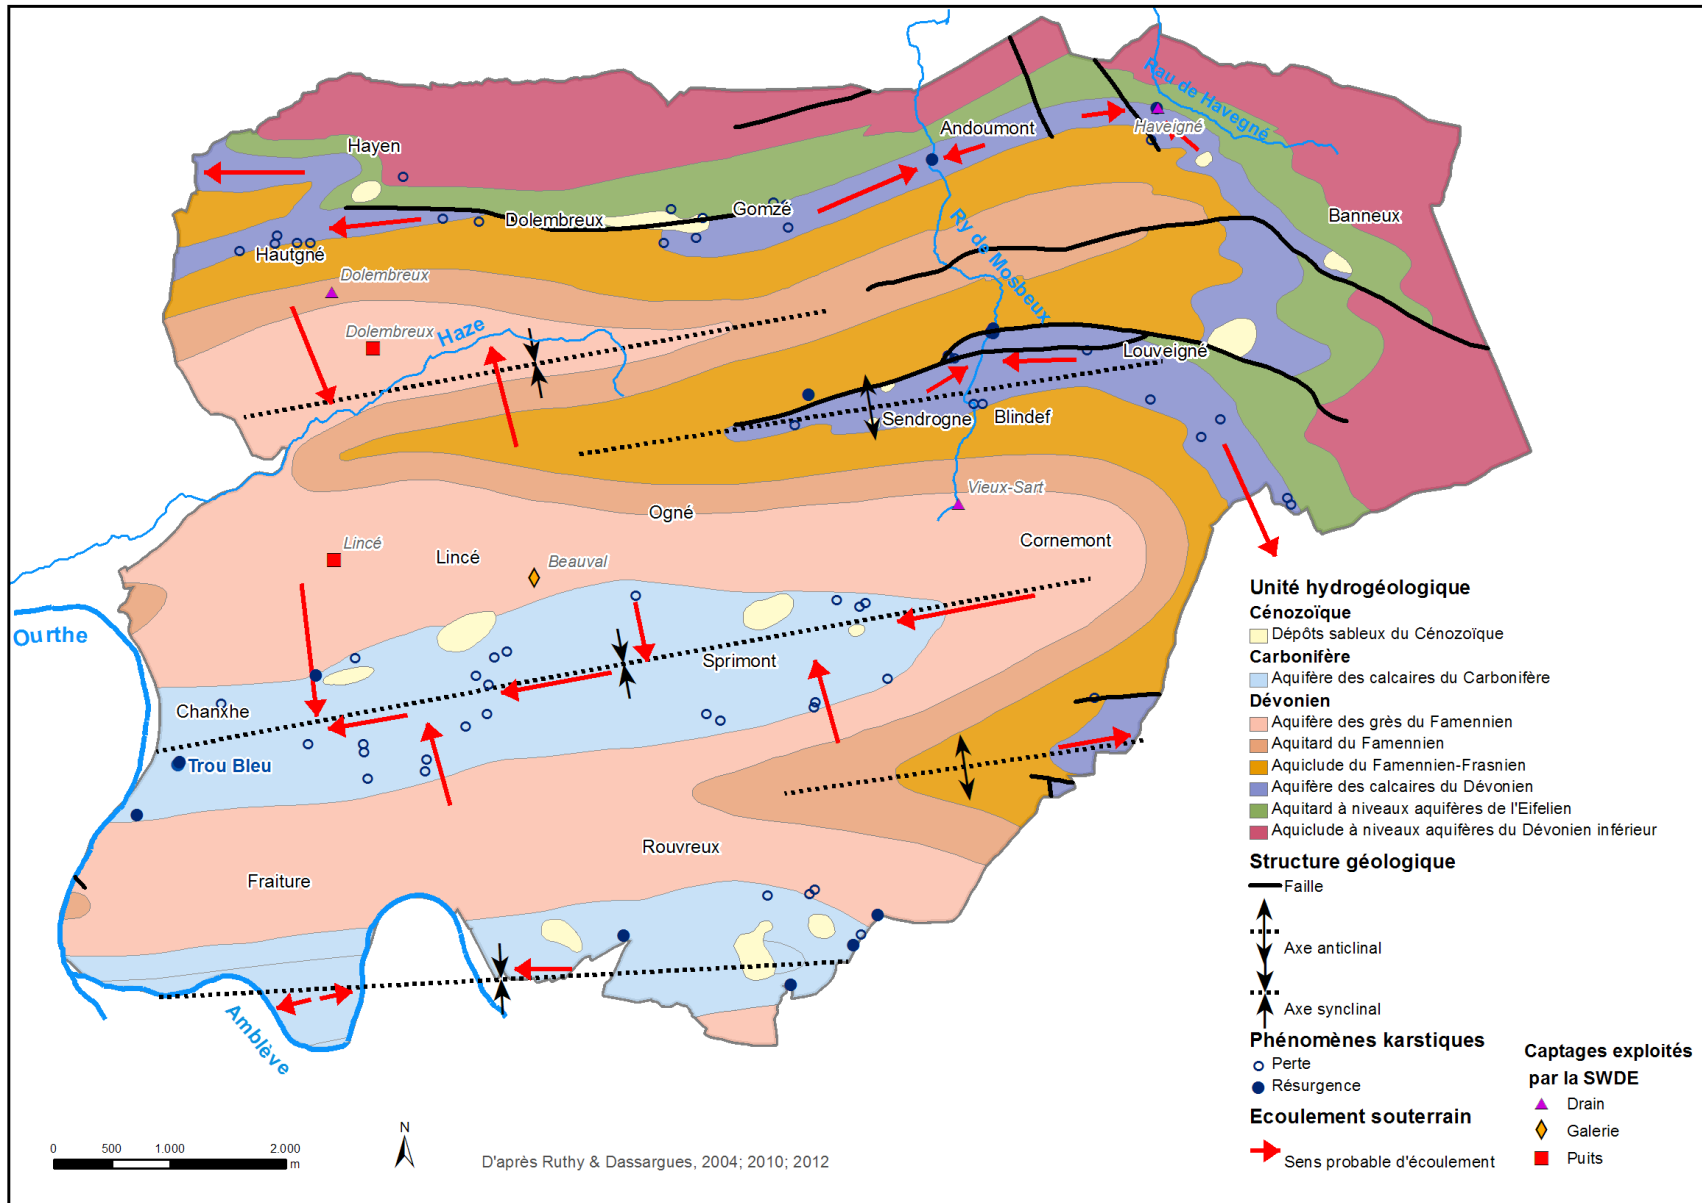 Rau de Havegné
Andoumont
Haveigné
Hayen
Banneux
Dolembreux
Gomzé
Ry de Mosbeux
Hautgné
Dolembreux
Dolembreux
Haze
Louveigné
Sendrogne
Blindef
Vieux-Sart
Ogné
Cornemont
Lincé
Lincé
Beauval
Ourthe
Sprimont
Chanxhe
Trou Bleu
Rouvreux
Fraiture
Amblève
Unité hydrogéologique
Cénozoïque
Dépôts sableux du Cénozoïque
Carbonifère
Aquifère des calcaires du Carbonifère
Dévonien
Aquifère des grès du Famennien
Aquitard du Famennien
Aquiclude du Famennien-Frasnien
Aquifère des calcaires du Dévonien
Aquitard à niveaux aquifères de l'Eifelien
Aquiclude à niveaux aquifères du Dévonien inférieur
Structure géologique
Faille
Axe anticlinal
Axe synclinal
Phénomènes karstiques
Perte
Résurgence
Ecoulement souterrain
Sens probable d'écoulement
Captages exploités
par la SWDE
Drain
Galerie
Puits
0 500 1.000 2.000
m
N
D'après Ruthy & Dassargues, 2004; 2010; 2012